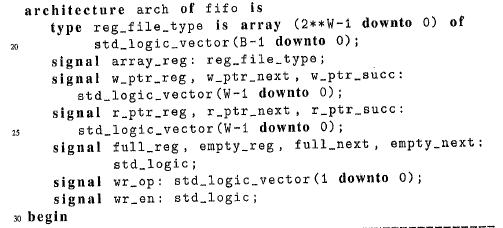 architecture arch of fifo is
type reg_file_type is array (2**W-1 downto 0) of
20 std_logic_vector(B-1 downto 0);
signal array_reg: reg_file_type;
signal w_ptr_reg, w_ptr_next, w_ptr_succ:
std_logic_vector(W-1 downto 0);
signal r_ptr_reg, r_ptr_next, r_ptr_succ:
25 std_logic_vector(W-1 downto 0);
signal full_reg, empty_reg, full_next, empty_next:
std_logic;
signal wr_op: std_logic_vector(1 downto 0);
signal wr_en: std_logic;
30 begin